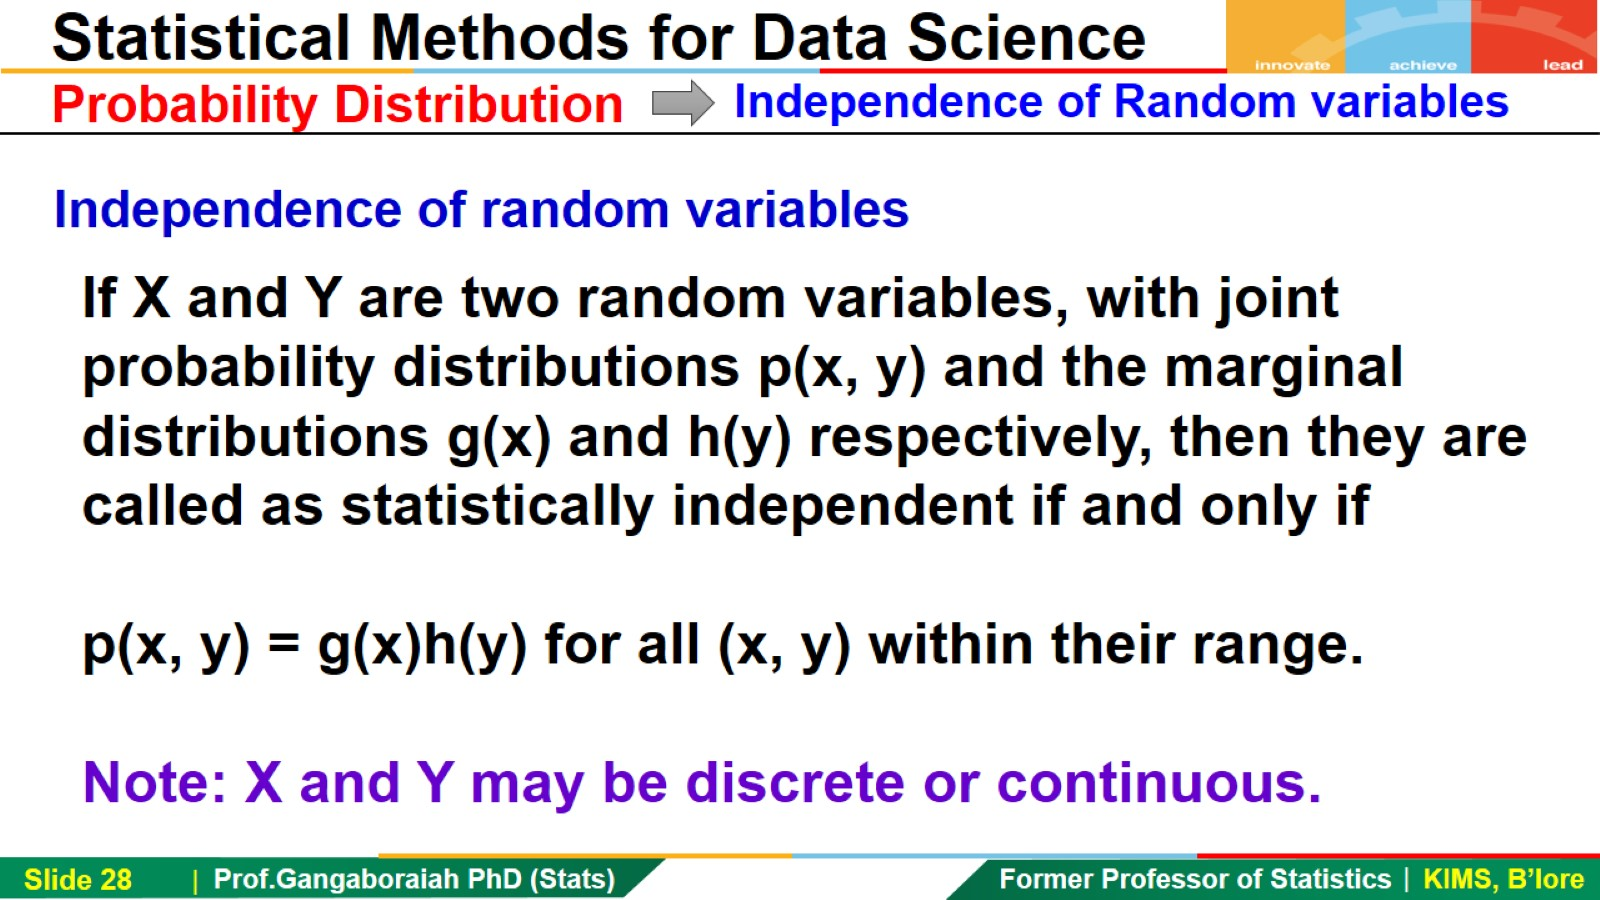 Statistical Methods for Data Science
innovate achieve lead
Probability Distribution Independence of Random variables
Independence of random variables
If X and Y are two random variables, with joint
probability distributions p(x, y) and the marginal
distributions g(x) and h(y) respectively, then they are
called as statistically independent if and only if
p(x, y) = g(x)h(y) for all (x, y) within their range.
Note: X and Y may be discrete or continuous.
Slide 28 | Prof.Gangaboraiah PhD (Stats) Former Professor of Statistics | KIMS, B’lore